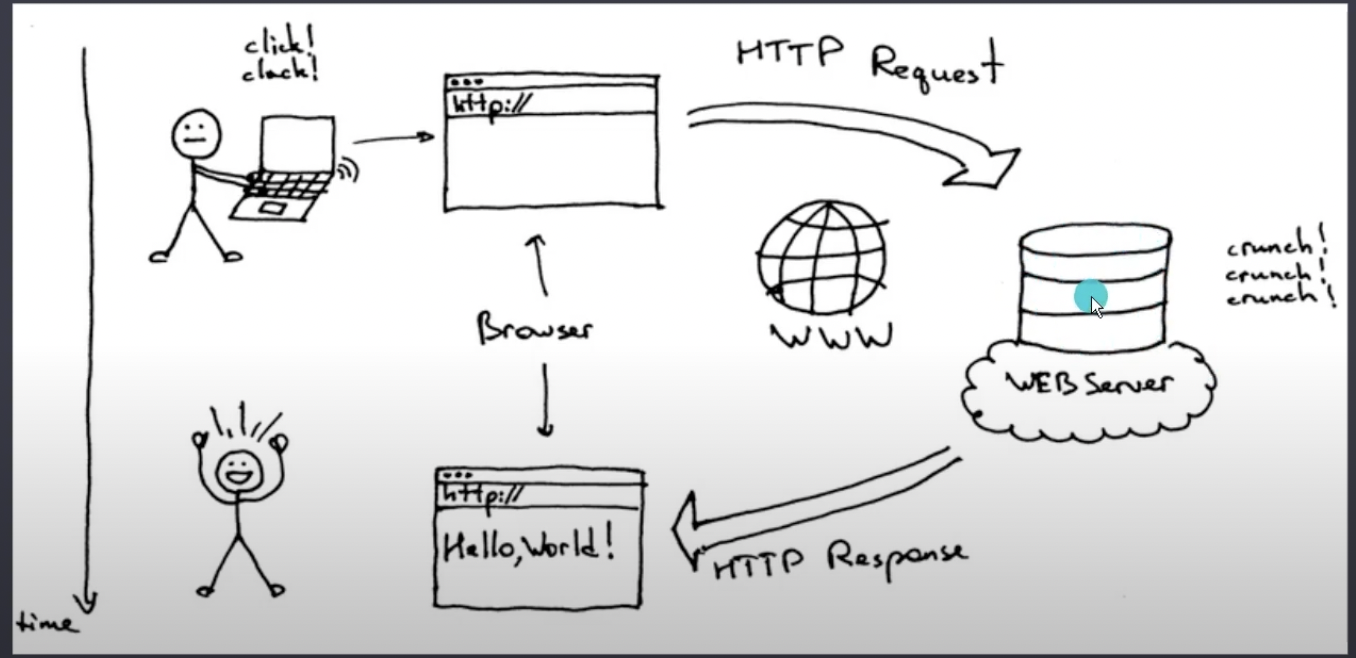 click!
clack!
HTTP Request
http://
crunch!
crunch!
crunch!
Browser
WWW
WEB Server
http://
Hello, World!
HTTP Response
time